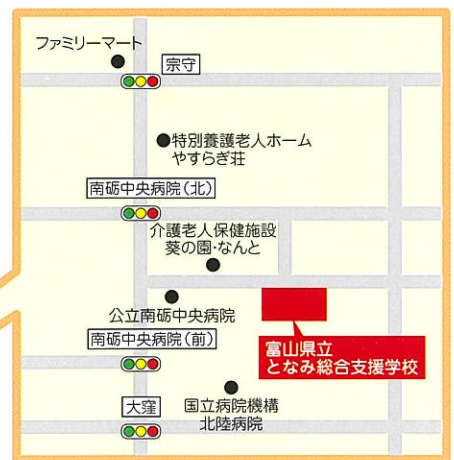 ファミリーマート
宗守
特別養護老人ホーム
やすらぎ荘
南砺中央病院(北)
介護老人保健施設
葵の園・なんと
公立南砺中央病院
南砺中央病院(前)
富山県立
となみ総合支援学校
大窪
国立病院機構
北陸病院